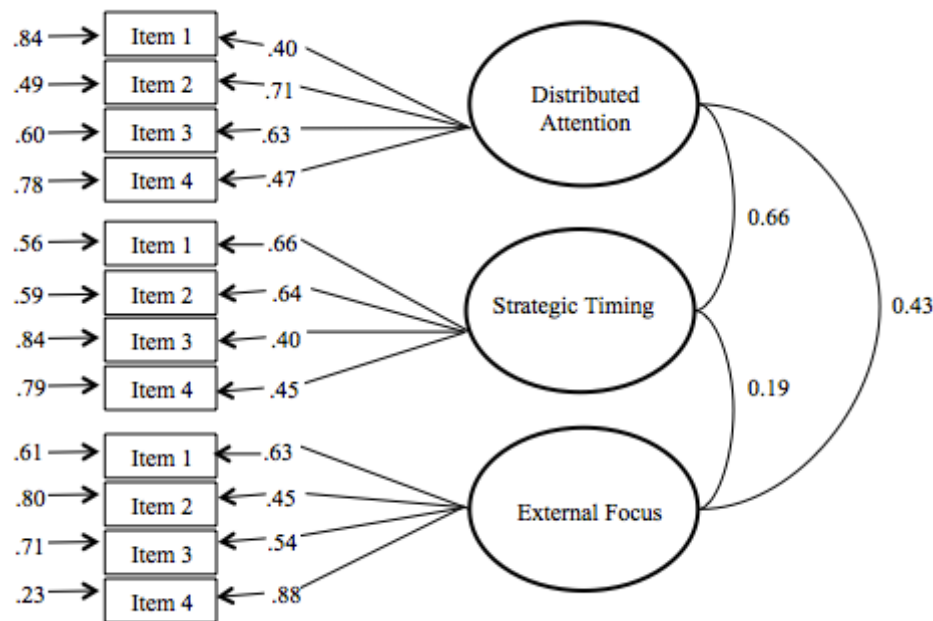 .84 Item 1 .40
.49 Item 2 .71
.60 Item 3 .63
.78 Item 4 .47
Distributed
Attention
0.66
.56 Item 1 .66
.59 Item 2 .64
.84 Item 3 .40
.79 Item 4 .45
Strategic Timing
0.43
0.19
.61 Item 1 .63
.80 Item 2 .45
.71 Item 3 .54
.23 Item 4 .88
External Focus